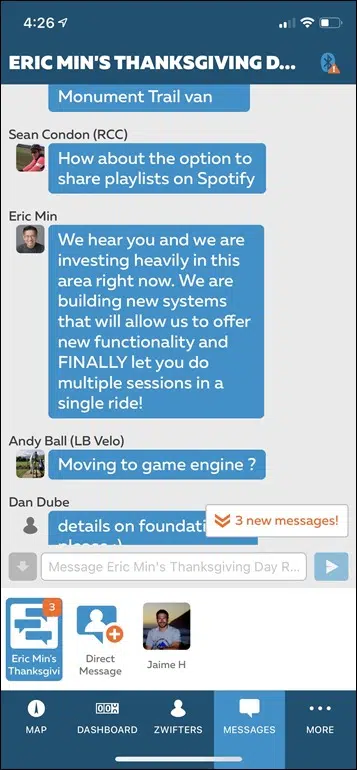 4:26
ERIC MIN'S THANKSGIVING D...
Monument Trail van
Sean Condon (RCC)
How about the option to
share playlists on Spotify
Eric Min
We hear you and we are
investing heavily in this
area right now. We are
building new systems
that will allow us to offer
new functionality and
FINALLY let you do
multiple sessions in a
single ride!
Andy Ball (LB Velo)
Moving to game engine ?
Dan Dube
details on foundati
3 new messages!
please :)
Message Eric Min's Thanksgiving Day R...
3
Eric Min's
Thanksgivi
Direct
Message
Jaime H
MAP
DASHBOARD
ZWIFTERS
MESSAGES
MORE